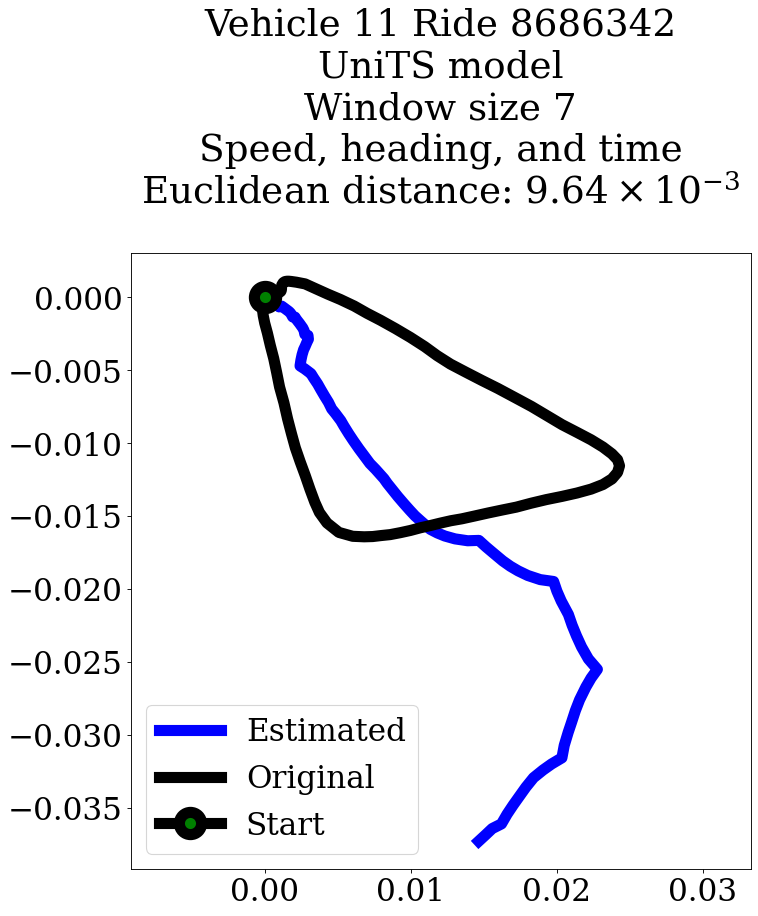 Vehicle 11 Ride 8686342
UniTS model
Window size 7
Speed, heading, and time
Euclidean distance: 9.64 × 10⁻³
0.000
−0.005
−0.010
−0.015
−0.020
−0.025
−0.030
−0.035
Estimated
Original
Start
0.00 0.01 0.02 0.03